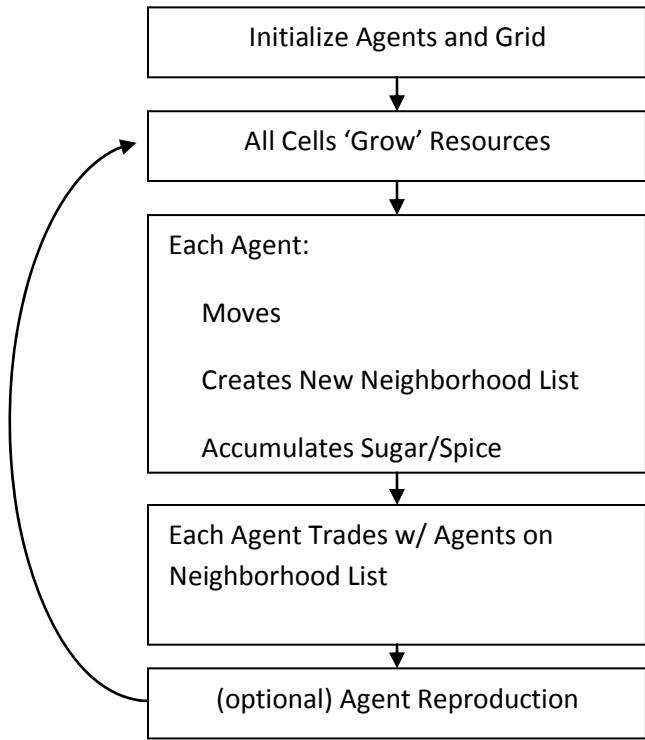 Initialize Agents and Grid
All Cells ‘Grow’ Resources
Each Agent:
Moves
Creates New Neighborhood List
Accumulates Sugar/Spice
Each Agent Trades w/ Agents on
Neighborhood List
(optional) Agent Reproduction